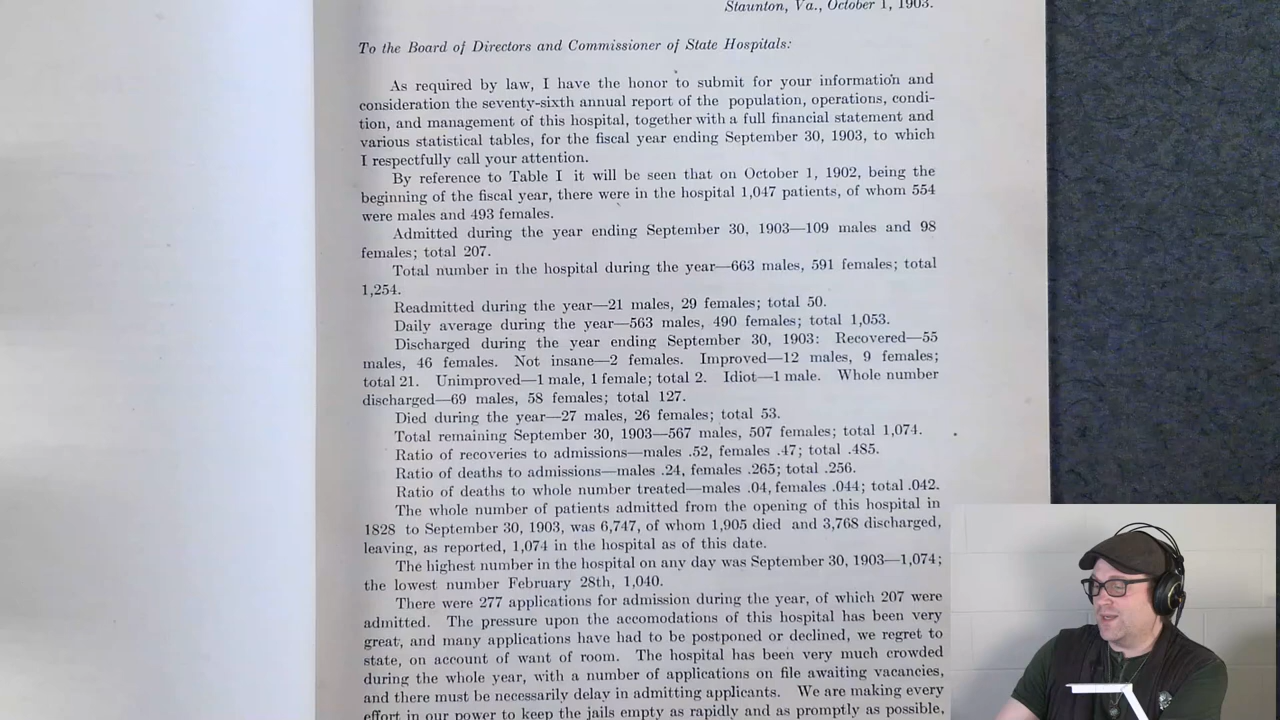 Staunton, Va., October 1, 1903.
To the Board of Directors and Commissioner of State Hospitals:
As required by law, I have the honor to submit for your information and
consideration the seventy-sixth annual report of the population, operations, condi-
tion, and management of this hospital, together with a full financial statement and
various statistical tables, for the fiscal year ending September 30, 1903, to which
I respectfully call your attention.
By reference to Table I it will be seen that on October 1, 1902, being the
beginning of the fiscal year, there were in the hospital 1,047 patients, of whom 554
were males and 493 females.
Admitted during the year ending September 30, 1903—109 males and 98
females; total 207.
Total number in the hospital during the year—663 males, 591 females; total
1,254.
Readmitted during the year—21 males, 29 females; total 50.
Daily average during the year—563 males, 490 females; total 1,053.
Discharged during the year ending September 30, 1903: Recovered—55
males, 46 females. Not insane—2 females. Improved—12 males, 9 females;
total 21. Unimproved—1 male, 1 female; total 2. Idiot—1 male. Whole number
discharged—69 males, 58 females; total 127.
Died during the year—27 males, 26 females; total 53.
Total remaining September 30, 1903—567 males, 507 females; total 1,074.
Ratio of recoveries to admissions—males .52, females .47; total .485.
Ratio of deaths to admissions—males .24, females .265; total .256.
Ratio of deaths to whole number treated—males .04, females .044; total .042.
The whole number of patients admitted from the opening of this hospital in
1828 to September 30, 1903, was 6,747, of whom 1,905 died and 3,768 discharged,
leaving, as reported, 1,074 in the hospital as of this date.
The highest number in the hospital on any day was September 30, 1903—1,074;
the lowest number February 28th, 1,040.
There were 277 applications for admission during the year, of which 207 were
admitted. The pressure upon the accomodations of this hospital has been very
great, and many applications have had to be postponed or declined, we regret to
state, on account of want of room. The hospital has been very much crowded
during the whole year, with a number of applications on file awaiting vacancies,
and there must be necessarily delay in admitting applicants. We are making every
effort in our power to keep the jails empty as rapidly and as promptly as possible,